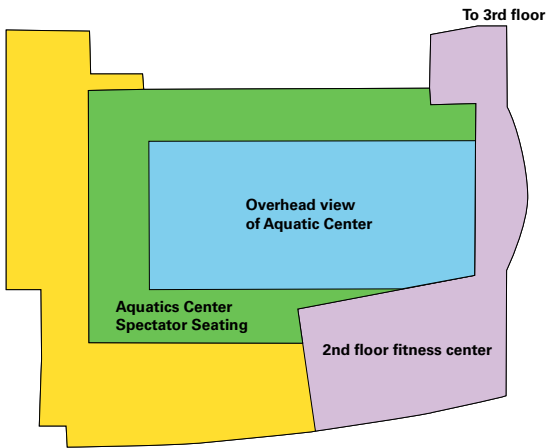 To 3rd floor
Overhead view
of Aquatic Center
Aquatics Center
Spectator Seating
2nd floor fitness center